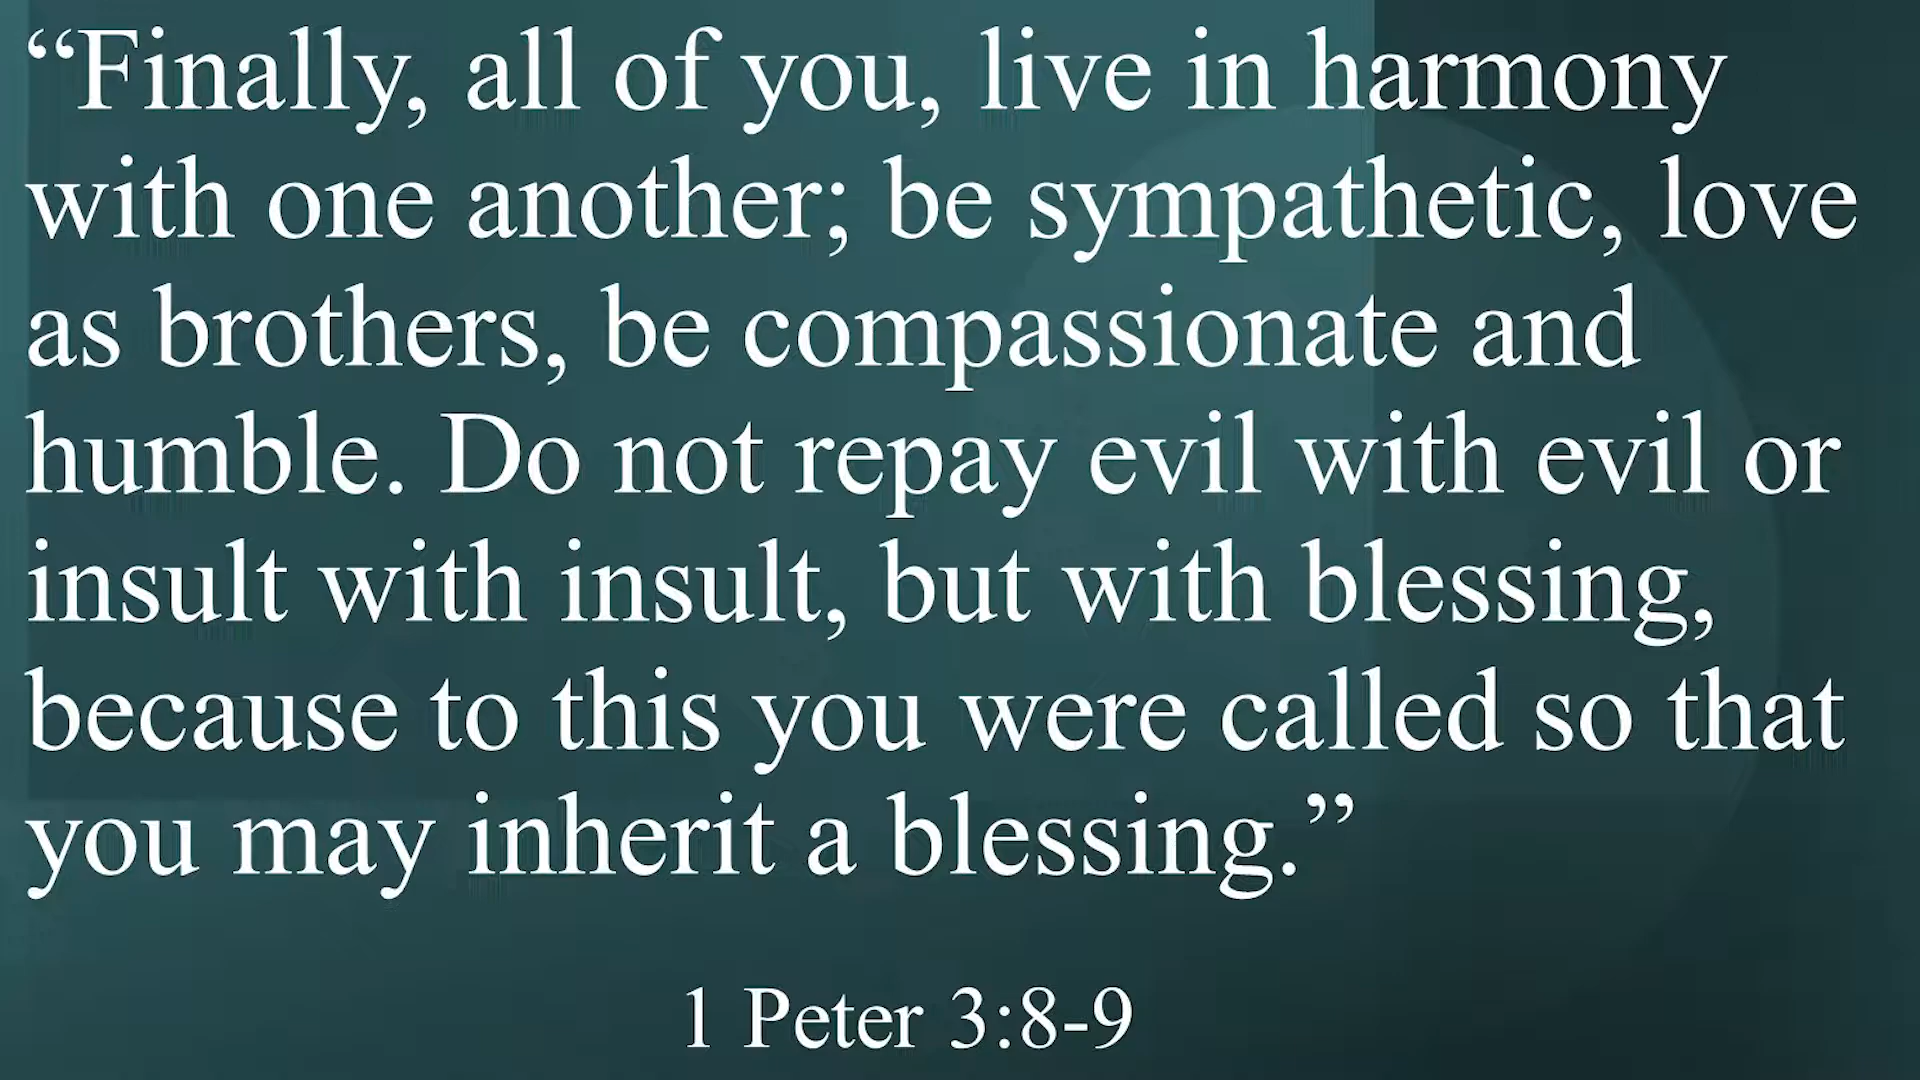 “Finally, all of you, live in harmony
with one another; be sympathetic, love
as brothers, be compassionate and
humble. Do not repay evil with evil or
insult with insult, but with blessing,
because to this you were called so that
you may inherit a blessing.”
1 Peter 3:8-9